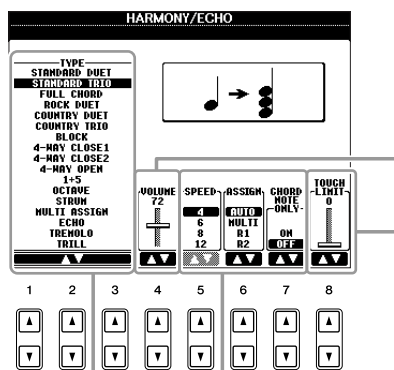 HARMONY/ECHO
TYPE
STANDARD DUET
STANDARD TRIO
FULL CHORD
ROCK DUET
COUNTRY DUET
COUNTRY TRIO
BLOCK
4-WAY CLOSE1
4-WAY CLOSE2
4-WAY OPEN
1+5
OCTAVE
STRUM
MULTI ASSIGN
ECHO
TREMOLO
TRILL
VOLUME
72
SPEED
4
6
8
12
ASSIGN
AUTO
MULTI
R1
R2
CHORD
NOTE
ONLY
ON
OFF
TOUCH
LIMIT
0
1 2 3 4 5 6 7 8